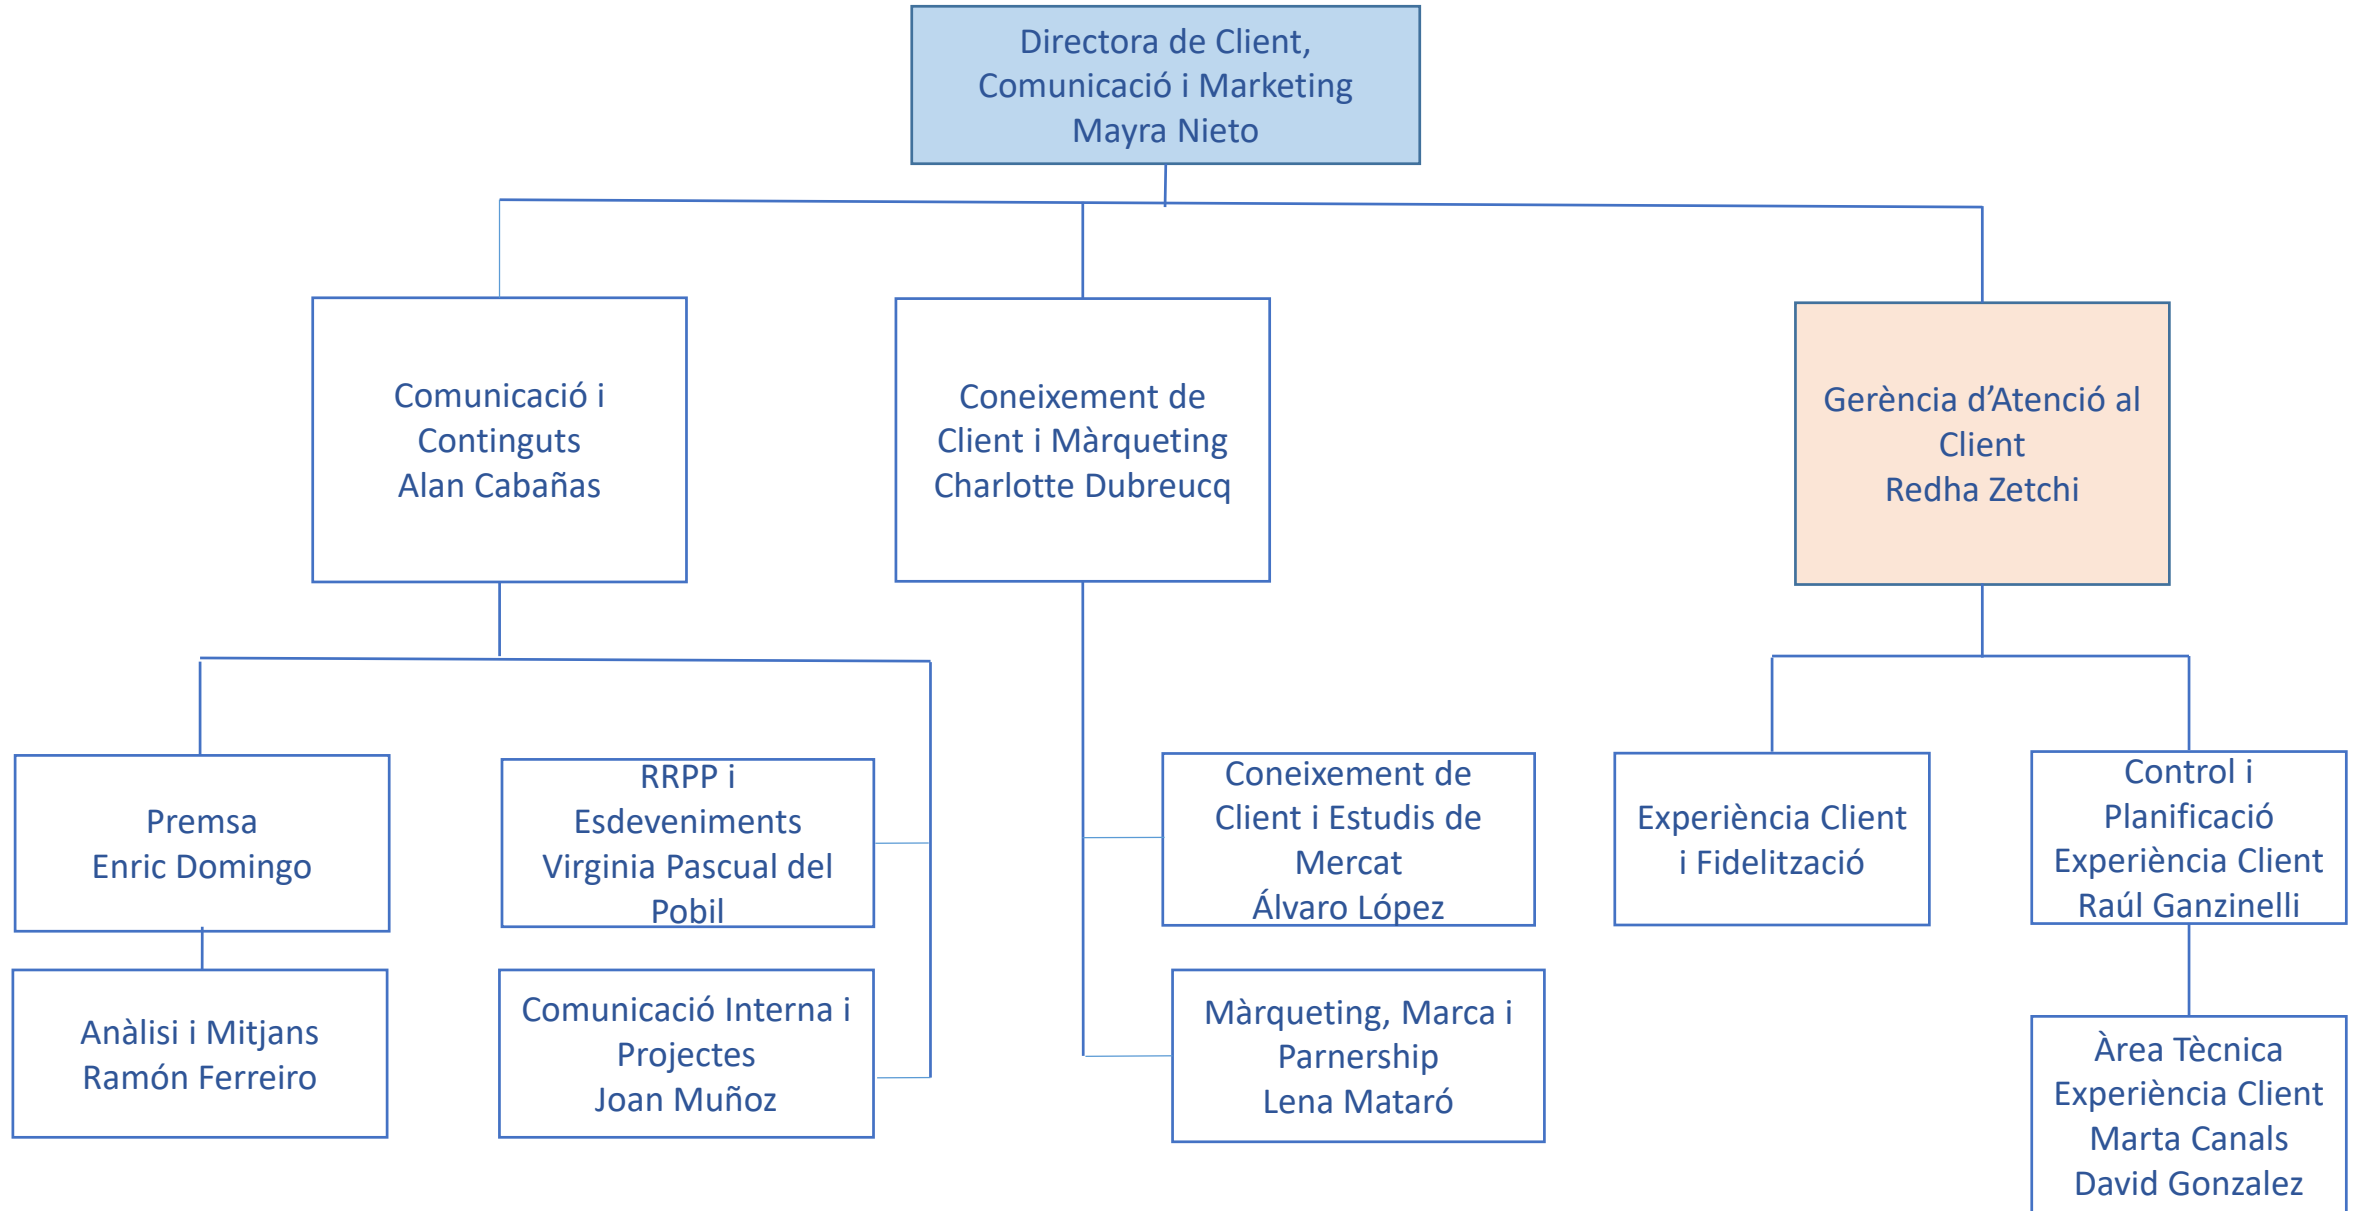 Directora de Client,
Comunicació i Marketing
Mayra Nieto
Comunicació i
Continguts
Alan Cabañas
Coneixement de
Client i Màrqueting
Charlotte Dubreucq
Gerència d’Atenció al
Client
Redha Zetchi
Premsa
Enric Domingo
RRPP i
Esdeveniments
Virginia Pascual del
Pobil
Coneixement de
Client i Estudis de
Mercat
Álvaro López
Experiència Client
i Fidelització
Control i
Planificació
Experiència Client
Raúl Ganzinelli
Anàlisi i Mitjans
Ramón Ferreiro
Comunicació Interna i
Projectes
Joan Muñoz
Màrqueting, Marca i
Parnership
Lena Mataró
Àrea Tècnica
Experiència Client
Marta Canals
David Gonzalez